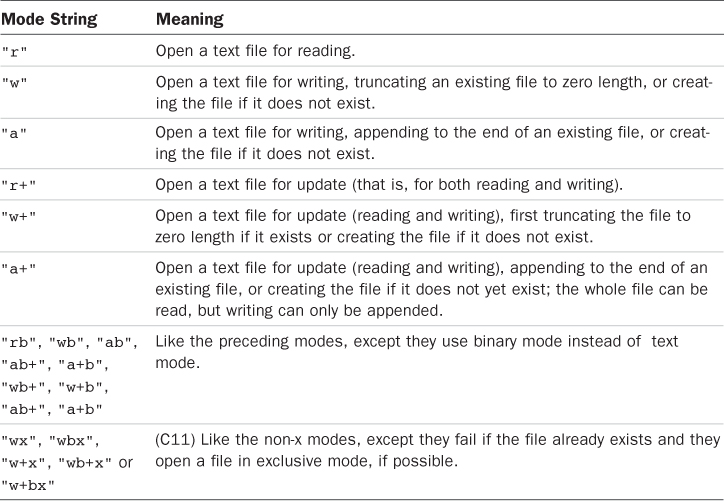 Mode String Meaning
"r" Open a text file for reading.
"w" Open a text file for writing, truncating an existing file to zero length, or creat-
ing the file if it does not exist.
"a" Open a text file for writing, appending to the end of an existing file, or creat-
ing the file if it does not exist.
"r+" Open a text file for update (that is, for both reading and writing).
"w+" Open a text file for update (reading and writing), first truncating the file to
zero length if it exists or creating the file if it does not exist.
"a+" Open a text file for update (reading and writing), appending to the end of an
existing file, or creating the file if it does not yet exist; the whole file can be
read, but writing can only be appended.
"rb", "wb", "ab", Like the preceding modes, except they use binary mode instead of text
"ab+", "a+b", mode.
"wb+", "w+b",
"ab+", "a+b"
"wx", "wbx", (C11) Like the non-x modes, except they fail if the file already exists and they
"w+x", "wb+x" or open a file in exclusive mode, if possible.
"w+bx"